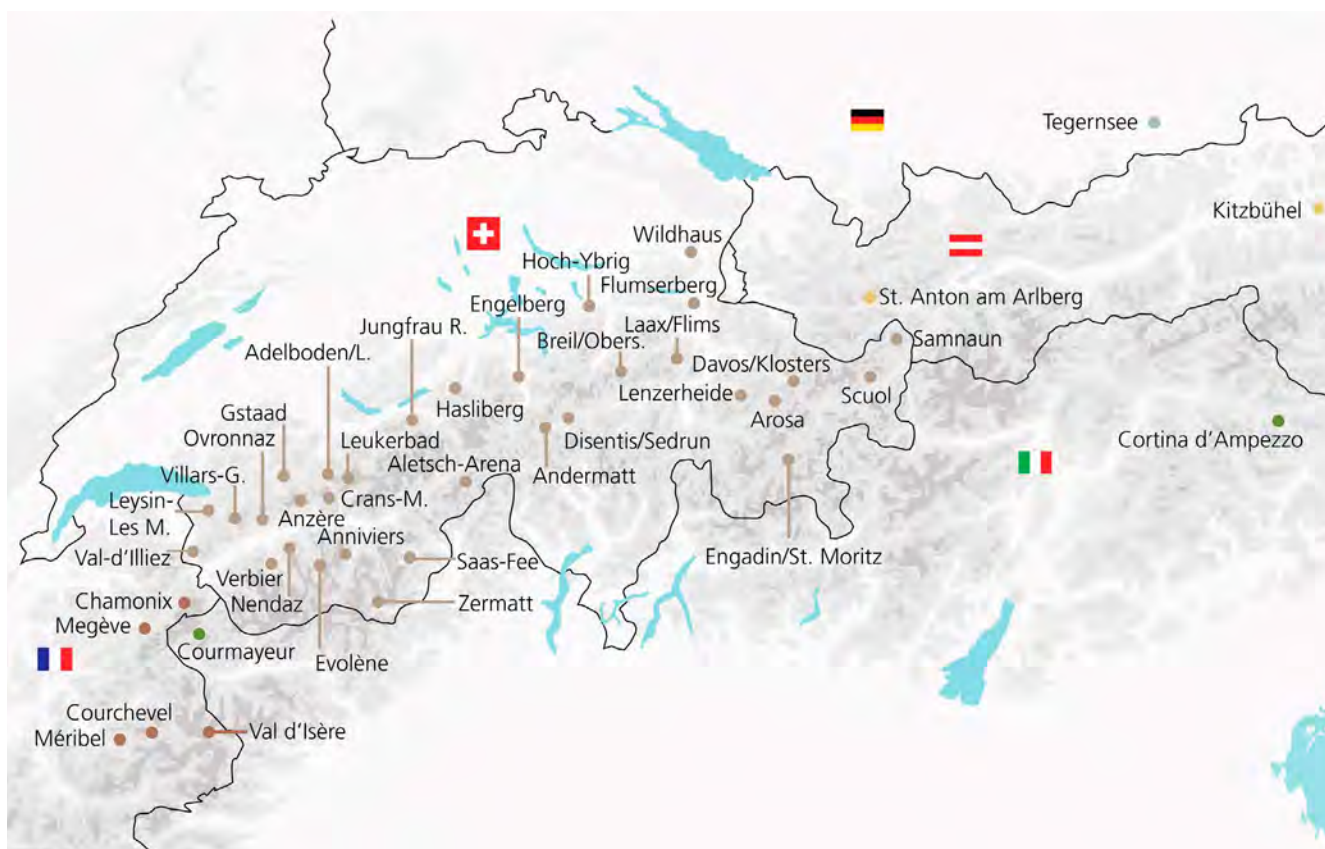 Tegernsee
Kitzbühel
Wildhaus
Hoch-Ybrig
Flumserberg
Engelberg
St. Anton am Arlberg
Jungfrau R.
Laax/Flims
Breil/Obers.
Samnaun
Adelboden/L.
Davos/Klosters
Lenzerheide
Scuol
Hasliberg
Arosa
Gstaad
Ovronnaz
Leukerbad
Disentis/Sedrun
Cortina d’Ampezzo
Villars-G.
Aletsch-Arena
Andermatt
Leysin-
Les M.
Crans-M.
Anzère
Anniviers
Val-d’Illiez
Saas-Fee
Engadin/St. Moritz
Verbier
Nendaz
Zermatt
Chamonix
Megève
Courmayeur
Evolène
Courchevel
Méribel
Val d’Isère